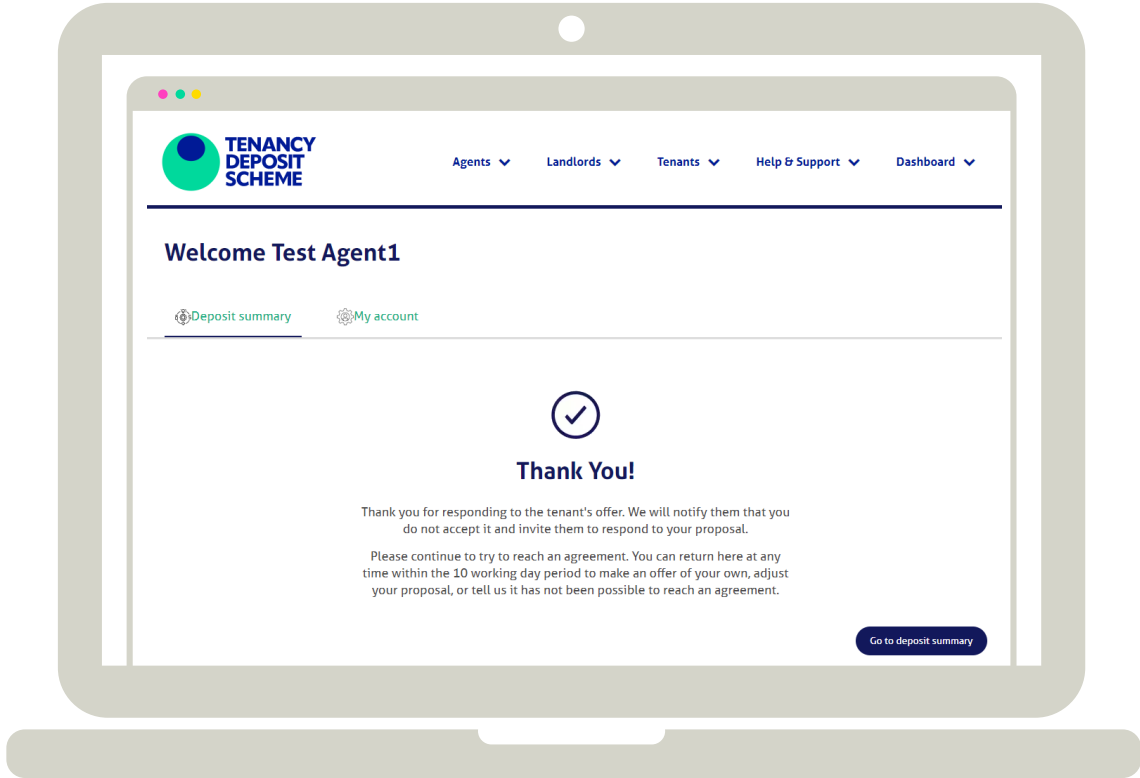 TENANCY
DEPOSIT
SCHEME
Agents
Landlords
Tenants
Help & Support
Dashboard
Welcome Test Agent1
Deposit summary
My account
Thank You!
Thank you for responding to the tenant's offer. We will notify them that you
do not accept it and invite them to respond to your proposal.
Please continue to try to reach an agreement. You can return here at any
time within the 10 working day period to make an offer of your own, adjust
your proposal, or tell us it has not been possible to reach an agreement.
Go to deposit summary